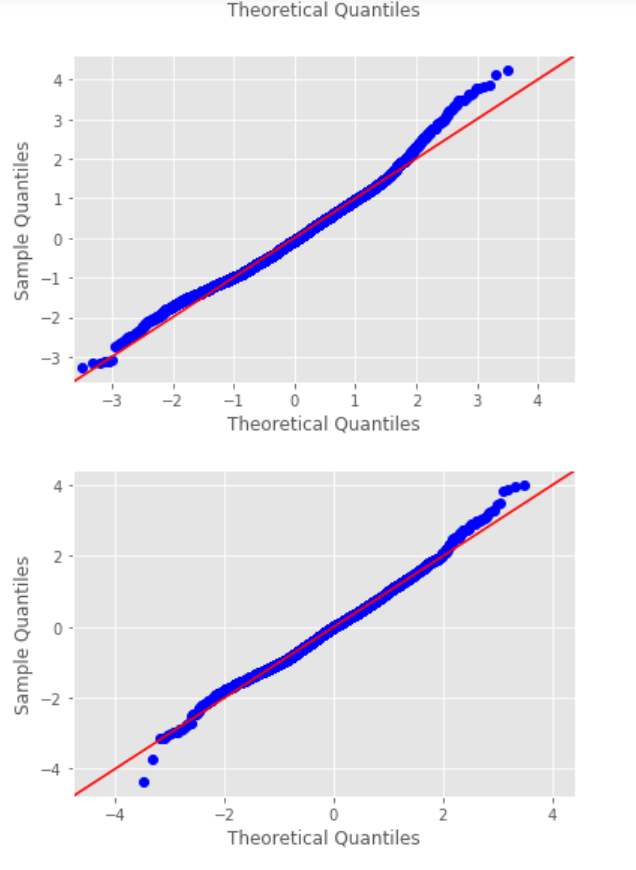 Theoretical Quantiles
4
3
2
1
0
−1
−2
−3
Sample Quantiles
−3 −2 −1 0 1 2 3 4
Theoretical Quantiles
4
2
0
−2
−4
Sample Quantiles
−4 −2 0 2 4
Theoretical Quantiles